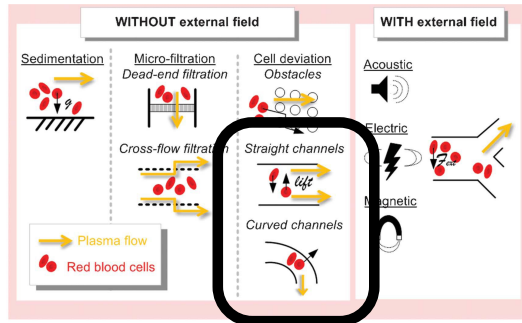 WITHOUT external field
WITH external field
Sedimentation
g
Micro-filtration
Dead-end filtration
Cross-flow filtration
Cell deviation
Obstacles
Straight channels
lift
Curved channels
Acoustic
Electric
Magnetic
F ext
Plasma flow
Red blood cells